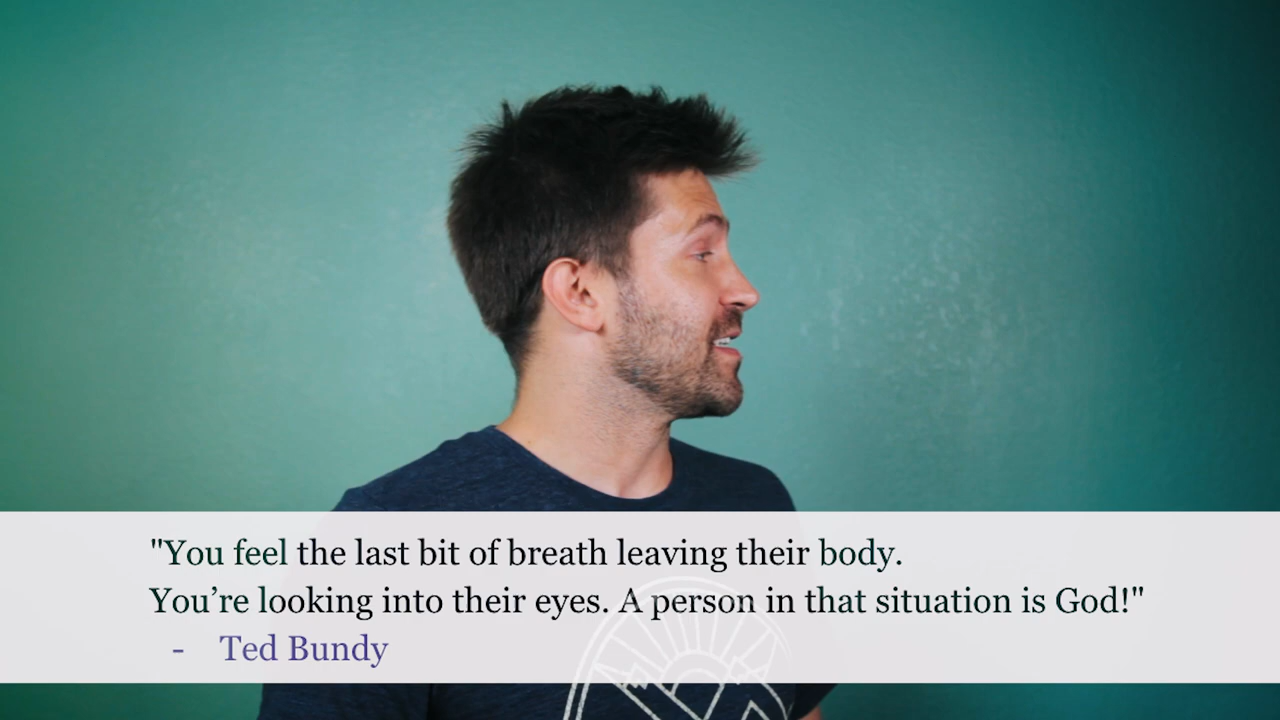 "You feel the last bit of breath leaving their body.
You’re looking into their eyes. A person in that situation is God!"
- Ted Bundy